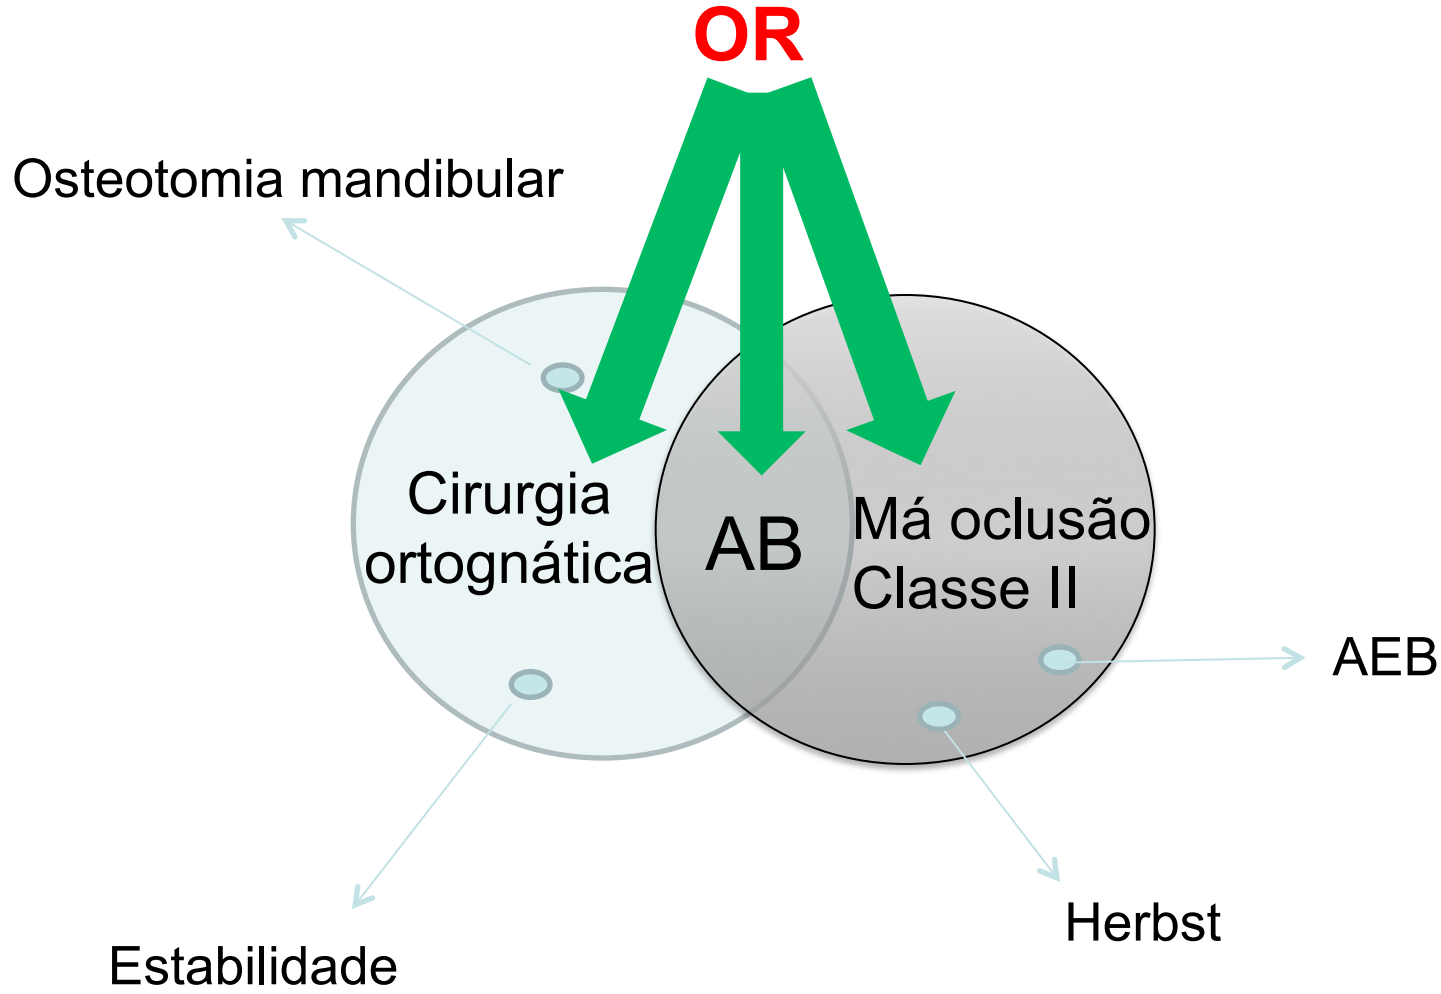 OR
Osteotomia mandibular
Cirurgia
ortognática
AB
Má oclusão
Classe II
AEB
Herbst
Estabilidade